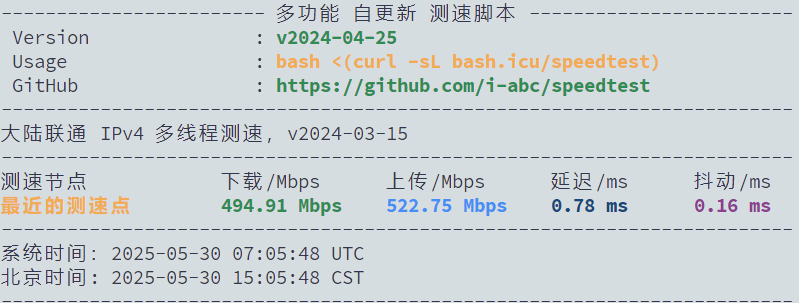 ---------------------- 多功能 自更新 测速脚本 ----------------------
Version : v2024-04-25
Usage : bash <(curl -sL bash.icu/speedtest)
GitHub : https://github.com/i-abc/speedtest
------------------------------------------------------------------------
大陆联通 IPv4 多线程测速, v2024-03-15
------------------------------------------------------------------------
测速节点 下载/Mbps 上传/Mbps 延迟/ms 抖动/ms
最近的测速点 494.91 Mbps 522.75 Mbps 0.78 ms 0.16 ms
------------------------------------------------------------------------
系统时间: 2025-05-30 07:05:48 UTC
北京时间: 2025-05-30 15:05:48 CST
------------------------------------------------------------------------